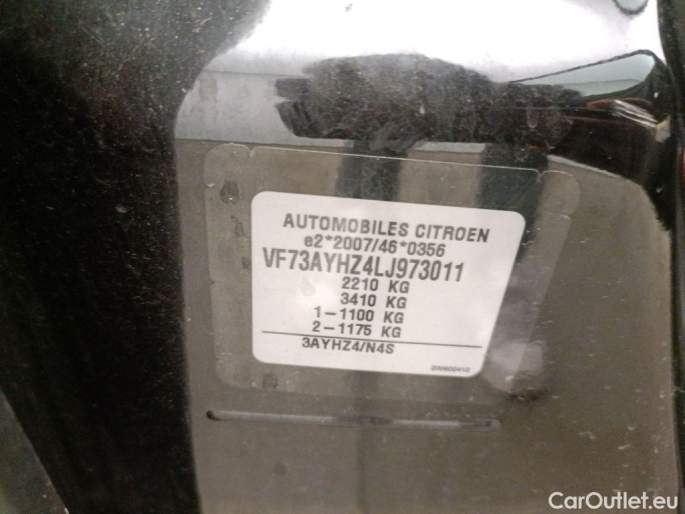 AUTOMOBILES CITROEN
e2*2007/46*0356
VF73AYHZ4LJ973011
2210 KG
3410 KG
1-1100 KG
2-1175 KG
3AYHZ4/N4S
CarOutlet.eu